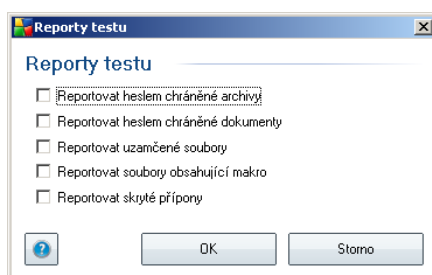 Reporty testu
Reporty testu
Reportovat heslem chráněné archivy
Reportovat heslem chráněné dokumenty
Reportovat uzamčené soubory
Reportovat soubory obsahující makro
Reportovat skryté přípony
? OK Storno